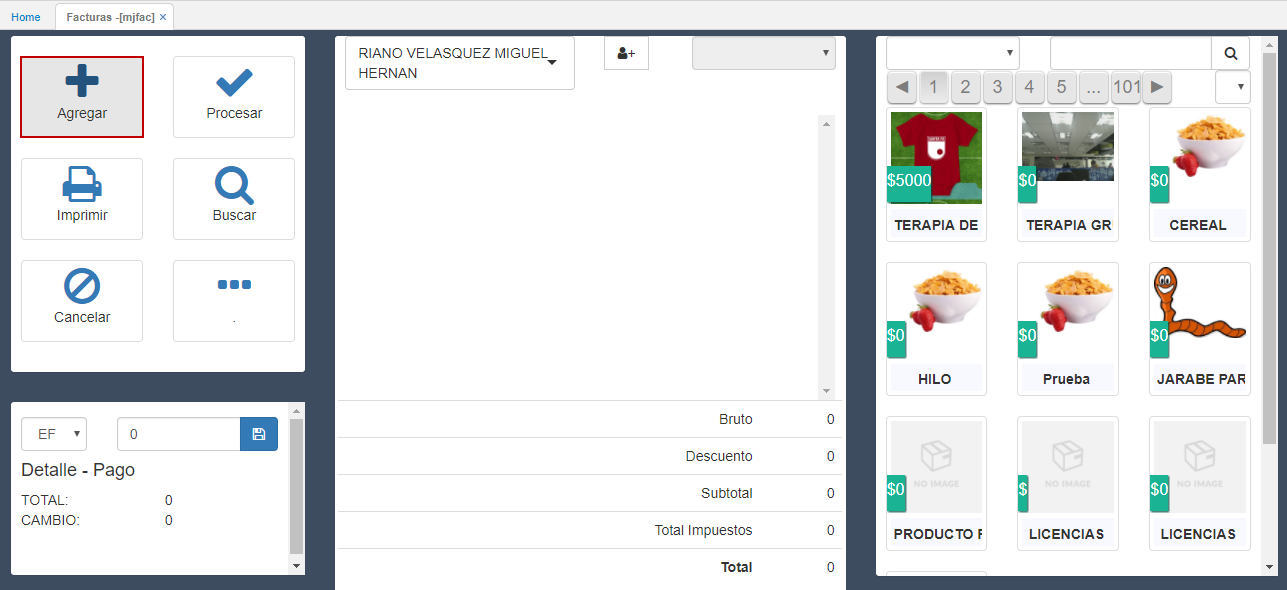 Home
Facturas -[mjfac] ×
Agregar
Procesar
Imprimir
Buscar
Cancelar
.
EF
0
Detalle - Pago
TOTAL: 0
CAMBIO: 0
RIANO VELASQUEZ MIGUEL
HERNAN
Bruto 0
Descuento 0
Subtotal 0
Total Impuestos 0
Total 0
1 2 3 4 5 ... 101
$5000
$0
$0
TERAPIA DE
TERAPIA GR
CEREAL
$0
$0
$0
HILO
Prueba
JARABE PAR
NO IMAGE
NO IMAGE
NO IMAGE
$0
$
$0
PRODUCTO F
LICENCIAS
LICENCIAS